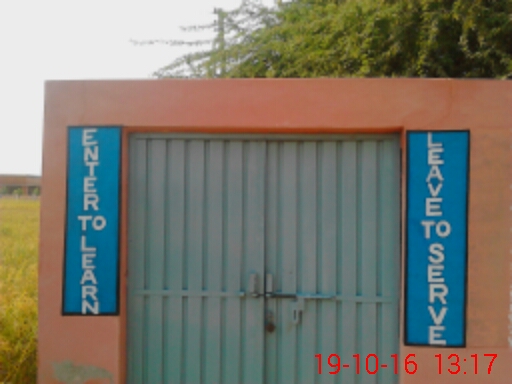 ENTER TO LEARN
LEAVE TO SERVE
19-10-16 13:17